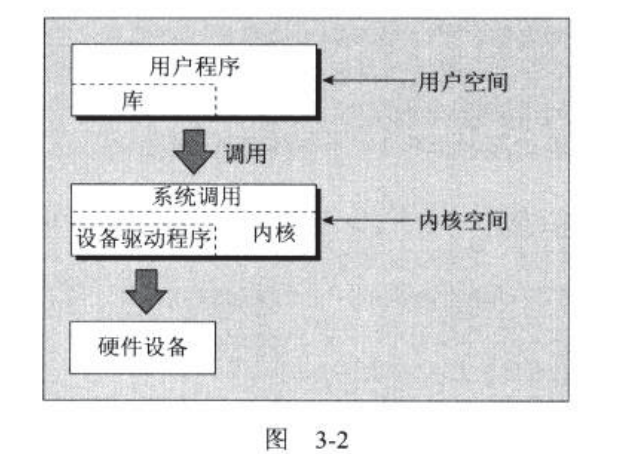 用户程序
库
用户空间
调用
系统调用
设备驱动程序
内核
内核空间
硬件设备
图 3-2